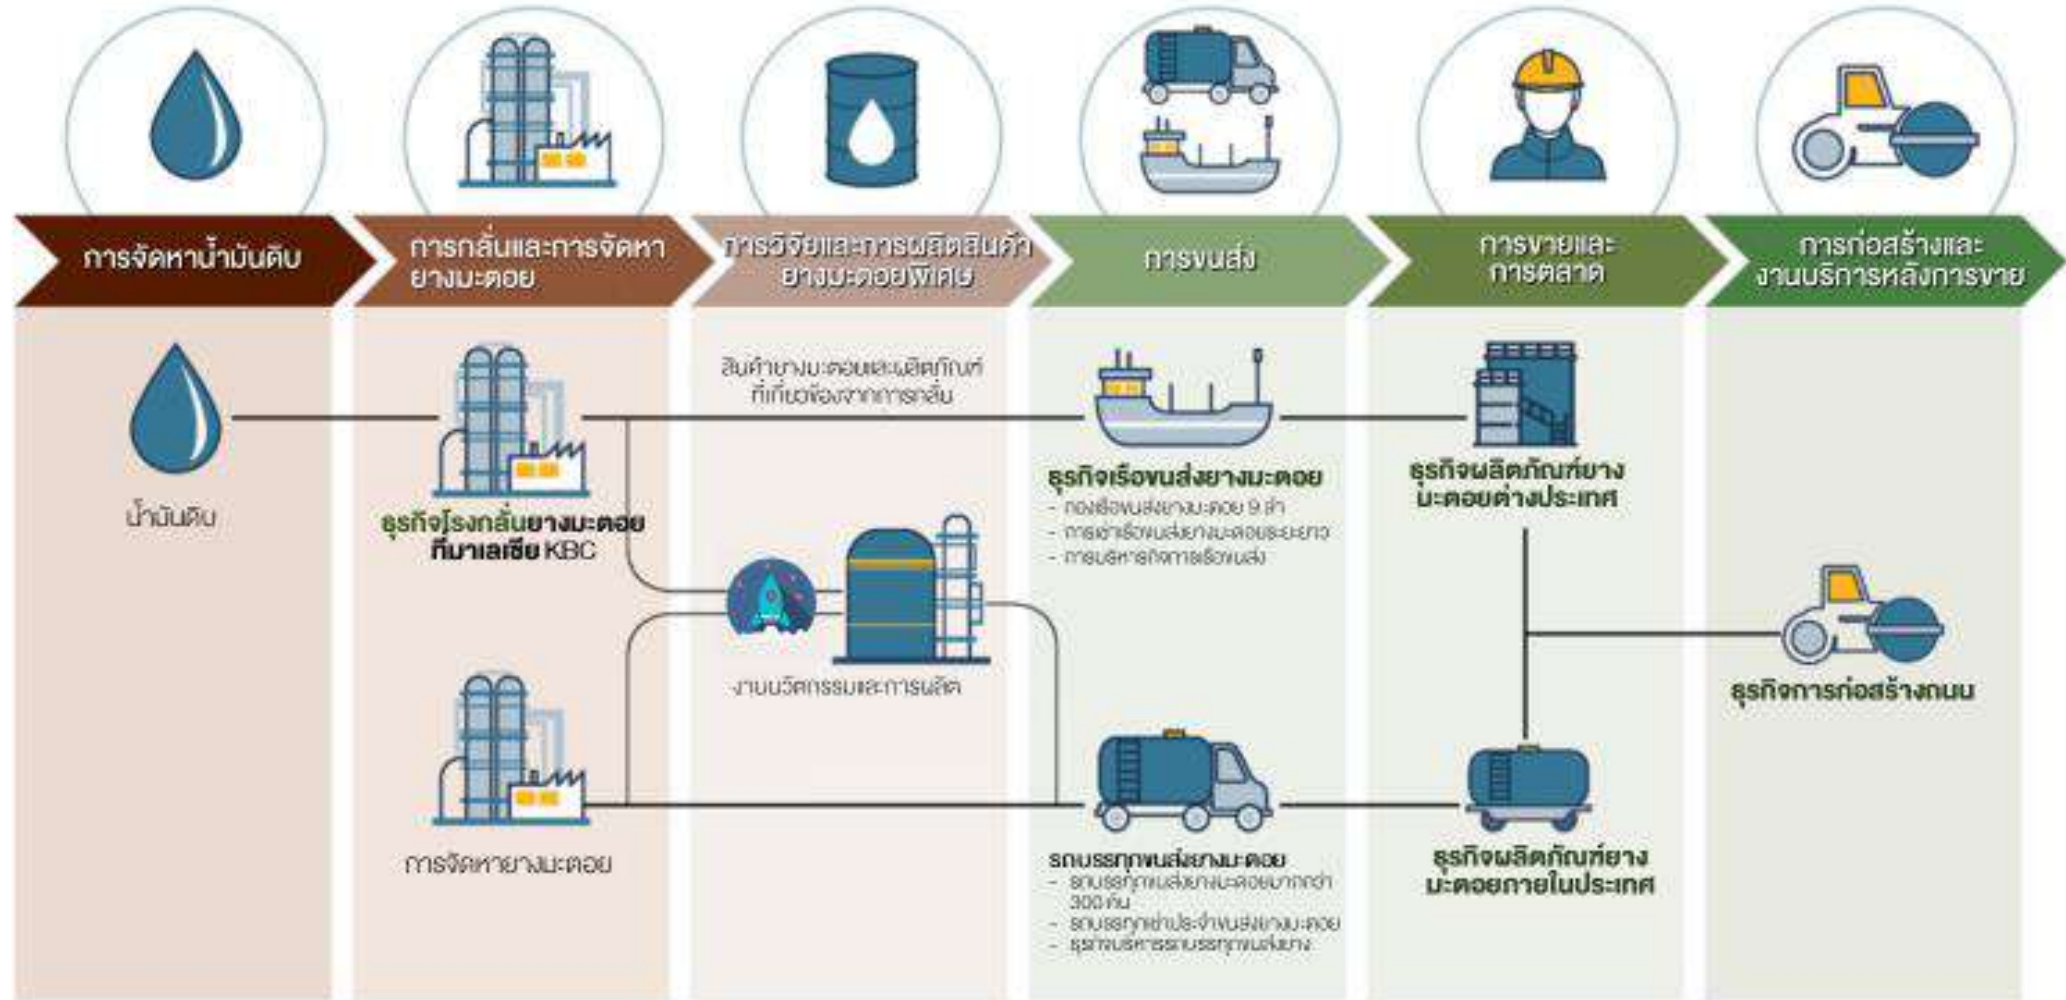 การจัดหาน้ำมันดิบ
การกลั่นและการจัดหา
ยางมะตอย
การวิจัยและการผลิตสินค้า
ยางมะตอยพิเศษ
การขนส่ง
การขายและ
การตลาด
การก่อสร้างและ
งานบริการหลังการขาย
น้ำมันดิบ
ธุรกิจโรงกลั่นยางมะตอย
ที่มาเลเซีย KBC
การจัดหายางมะตอย
สินค้ายางมะตอยและผลิตภัณฑ์
ที่เกี่ยวข้องจากการกลั่น
งานนวัตกรรมและการผลิต
ธุรกิจเรือขนส่งยางมะตอย
- กองเรือขนส่งยางมะตอย 9 ลำ
- การเช่าเรือขนส่งยางมะตอยระยะยาว
- การบริหารกิจการเรือขนส่ง
รถบรรทุกขนส่งยางมะตอย
- รถบรรทุกขนส่งยางมะตอยมากกว่า
300 คัน
- รถบรรทุกเช่าประจำขนส่งยางมะตอย
- ธุรกิจบริหารรถบรรทุกขนส่งยาง
ธุรกิจผลิตภัณฑ์ยาง
มะตอยต่างประเทศ
ธุรกิจผลิตภัณฑ์ยาง
มะตอยภายในประเทศ
ธุรกิจการก่อสร้างถนน